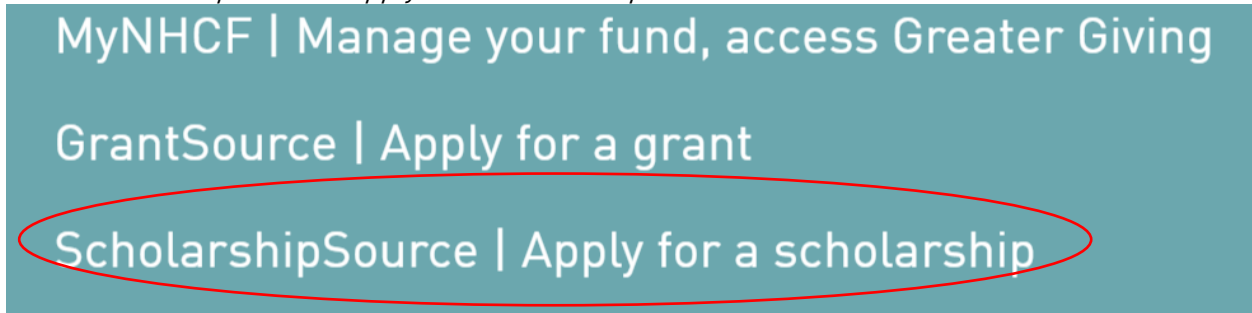 MyNHCF | Manage your fund, access Greater Giving
GrantSource | Apply for a grant
ScholarshipSource | Apply for a scholarship